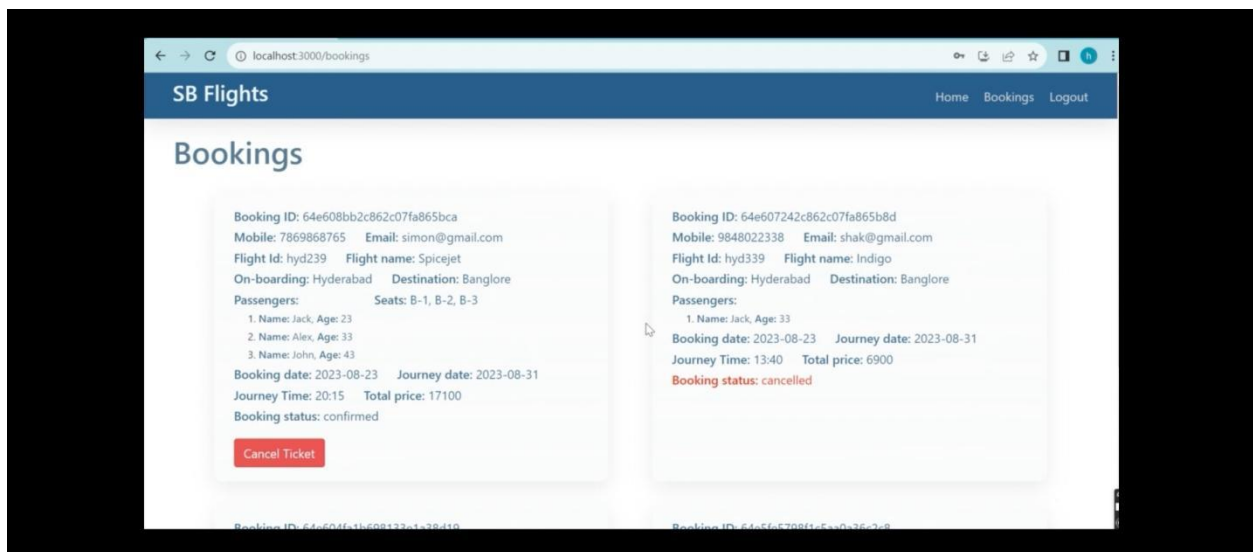 localhost:3000/bookings
h
SB Flights
Home Bookings Logout
Bookings
Booking ID: 64e608bb2c862c07fa865bca
Mobile: 7869868765 Email: simon@gmail.com
Flight Id: hyd239 Flight name: Spicejet
On-boarding: Hyderabad Destination: Banglore
Passengers: Seats: B-1, B-2, B-3
1. Name: Jack, Age: 23
2. Name: Alex, Age: 33
3. Name: John, Age: 43
Booking date: 2023-08-23 Journey date: 2023-08-31
Journey Time: 20:15 Total price: 17100
Booking status: confirmed
Cancel Ticket
Booking ID: 64e607242c862c07fa865b8d
Mobile: 9848022338 Email: shak@gmail.com
Flight Id: hyd339 Flight name: Indigo
On-boarding: Hyderabad Destination: Banglore
Passengers:
1. Name: Jack, Age: 33
Booking date: 2023-08-23 Journey date: 2023-08-31
Journey Time: 13:40 Total price: 6900
Booking status: cancelled
Booking ID:
Booking ID: